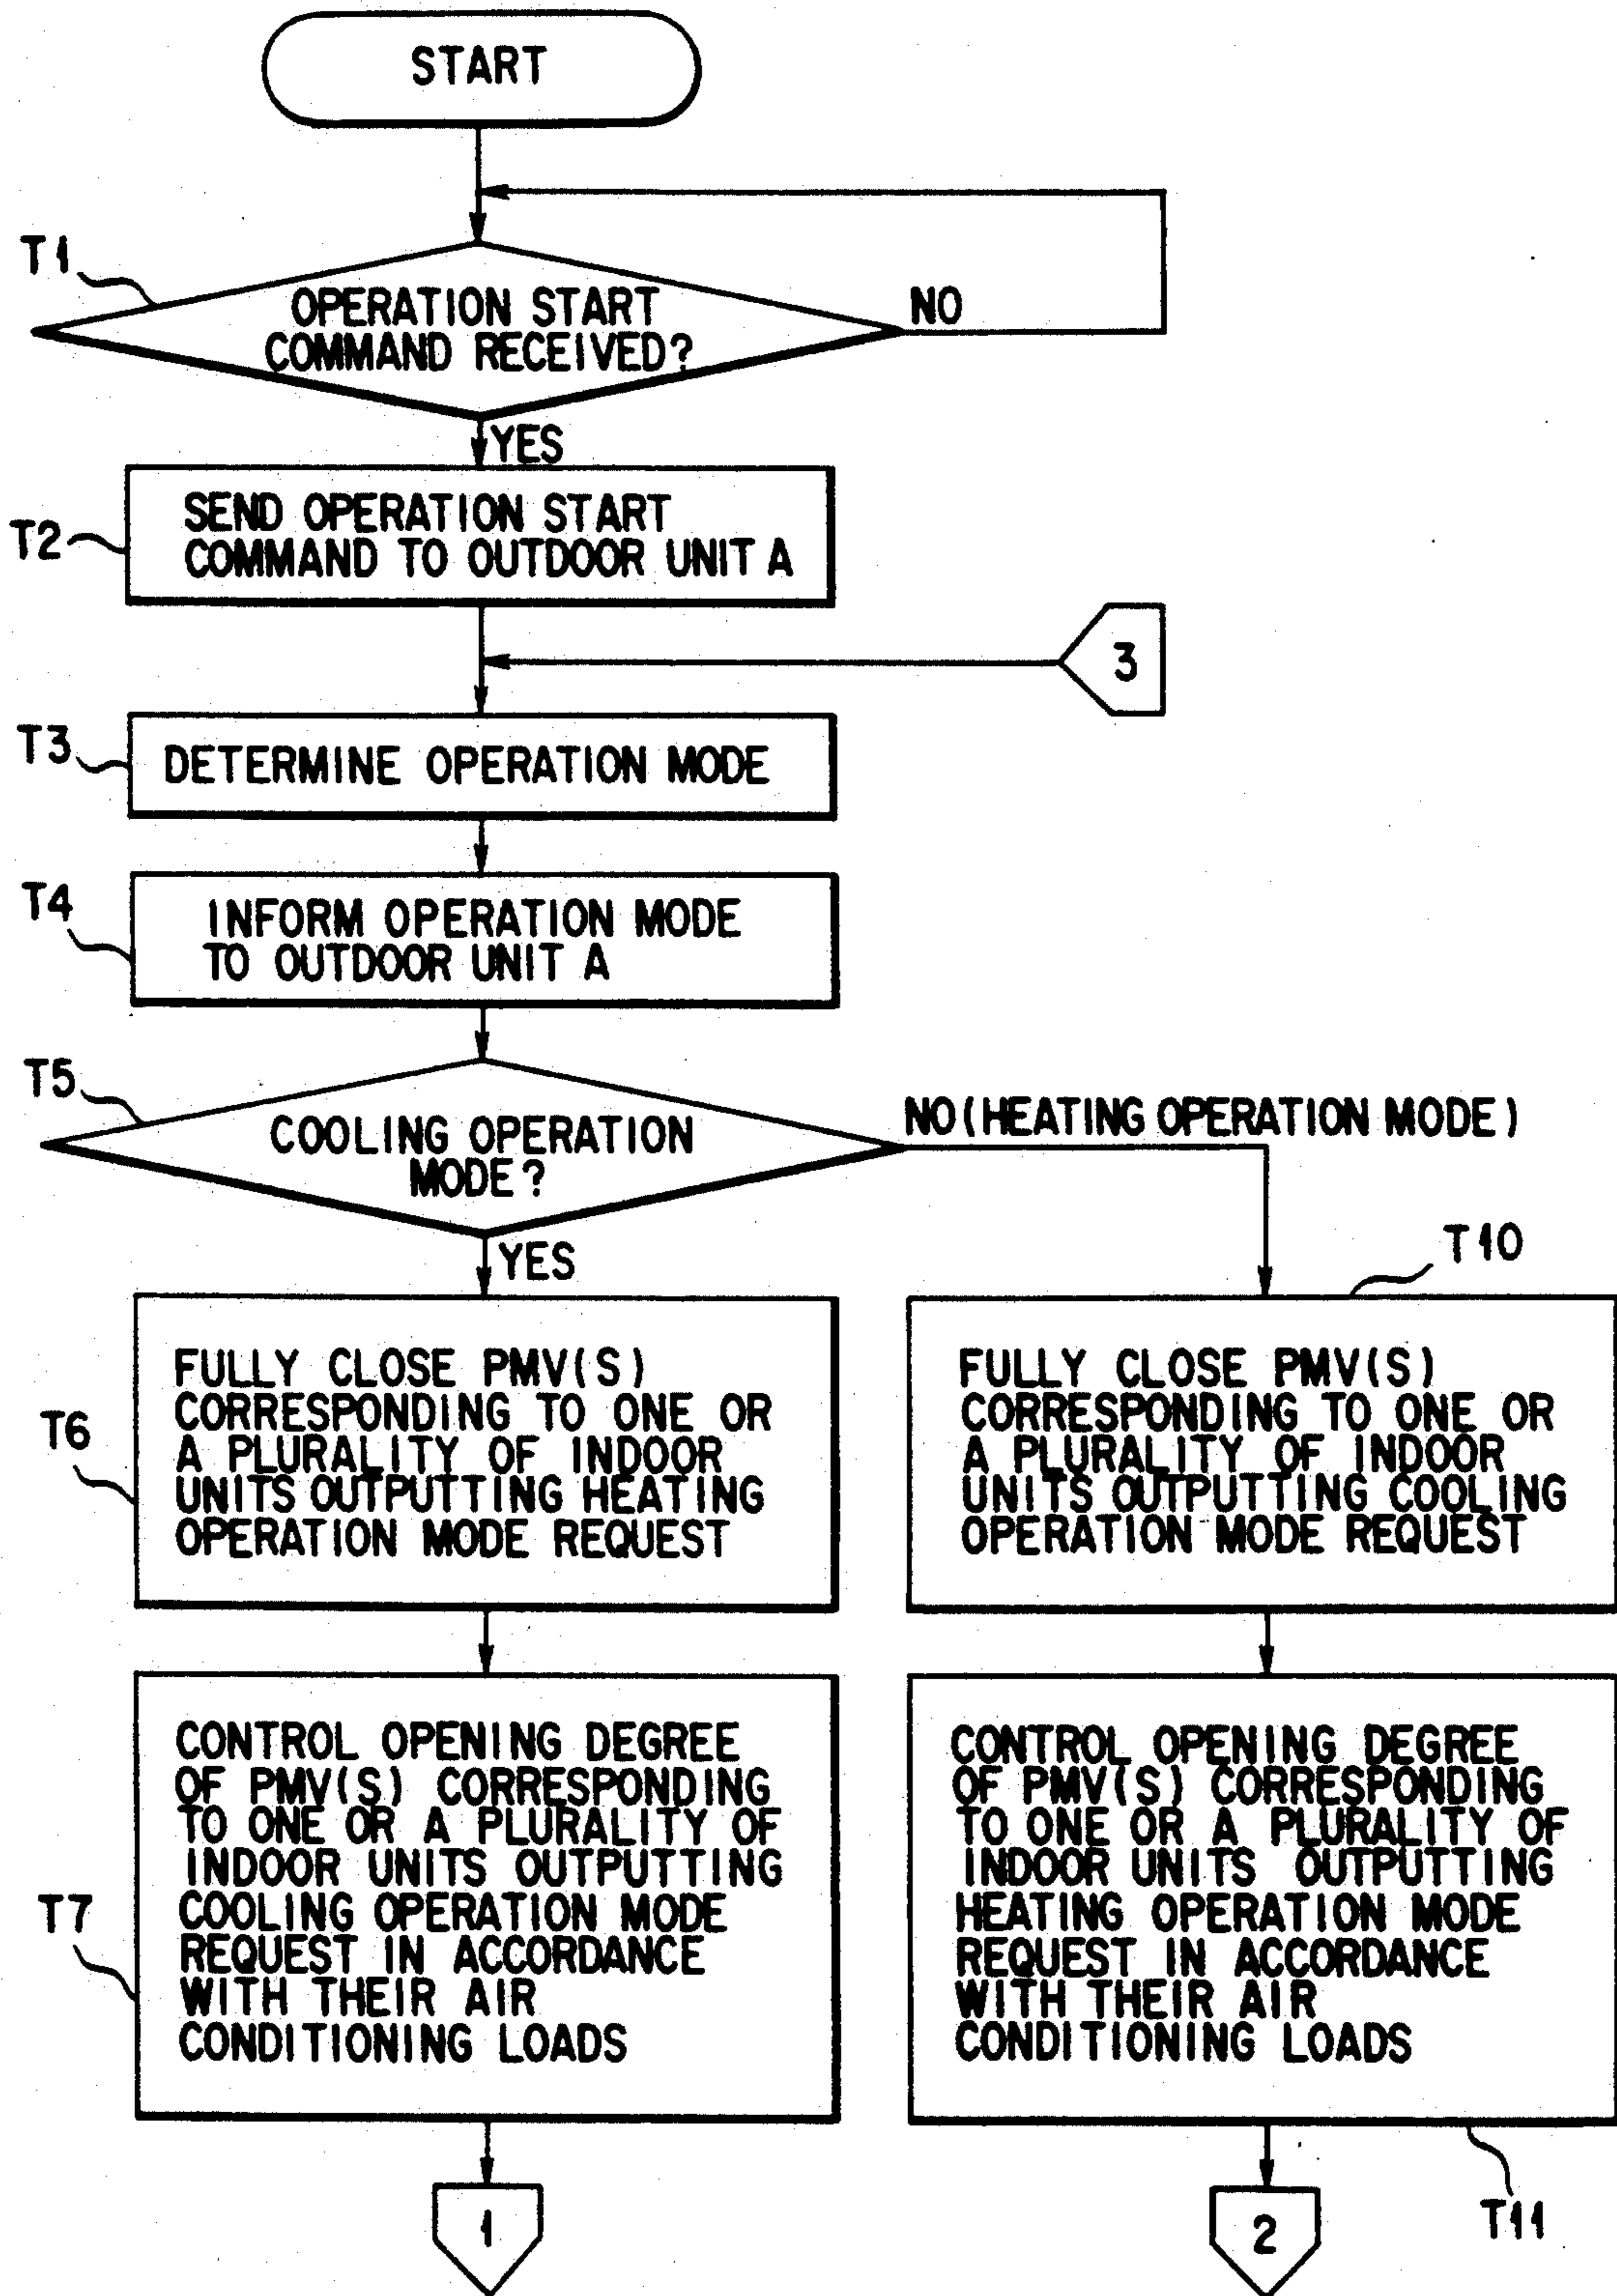 START
T1
OPERATION START
COMMAND RECEIVED?
NO
YES
T2
SEND OPERATION START
COMMAND TO OUTDOOR UNIT A
3
T3
DETERMINE OPERATION MODE
T4
INFORM OPERATION MODE
TO OUTDOOR UNIT A
T5
COOLING OPERATION
MODE?
NO (HEATING OPERATION MODE)
YES
T6
FULLY CLOSE PMV(S)
CORRESPONDING TO ONE OR
A PLURALITY OF INDOOR
UNITS OUTPUTTING HEATING
OPERATION MODE REQUEST
T10
FULLY CLOSE PMV(S)
CORRESPONDING TO ONE OR
A PLURALITY OF INDOOR
UNITS OUTPUTTING COOLING
OPERATION MODE REQUEST
T7
CONTROL OPENING DEGREE
OF PMV(S) CORRESPONDING
TO ONE OR A PLURALITY OF
INDOOR UNITS OUTPUTTING
COOLING OPERATION MODE
REQUEST IN ACCORDANCE
WITH THEIR AIR
CONDITIONING LOADS
CONTROL OPENING DEGREE
OF PMV(S) CORRESPONDING
TO ONE OR A PLURALITY OF
INDOOR UNITS OUTPUTTING
HEATING OPERATION MODE
REQUEST IN ACCORDANCE
WITH THEIR AIR
CONDITIONING LOADS
T11
1
2